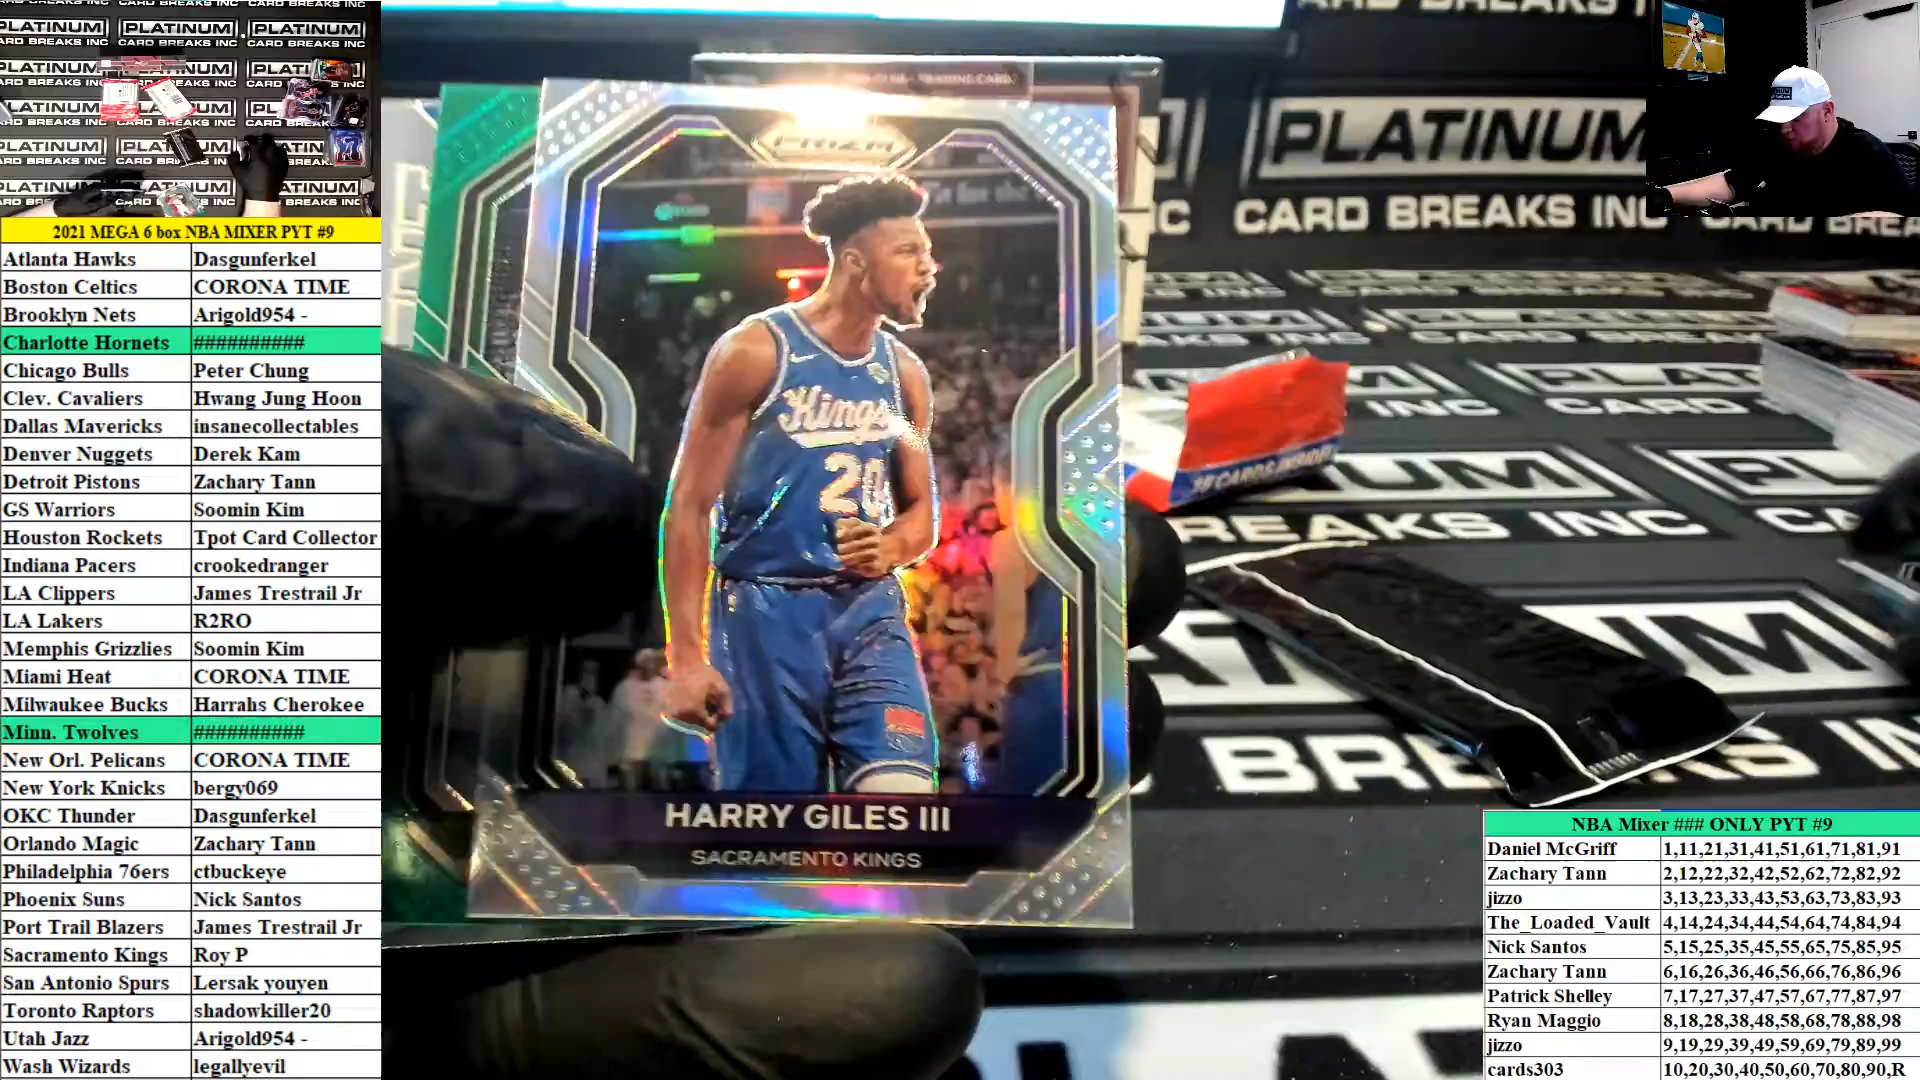 2021 MEGA 6 box NBA MIXER PYT #9
Atlanta Hawks Dasgunferkel
Boston Celtics CORONA TIME
Brooklyn Nets Arigold954 -
Charlotte Hornets ##########
Chicago Bulls Peter Chung
Clev. Cavaliers Hwang Jung Hoon
Dallas Mavericks insanecollectables
Denver Nuggets Derek Kam
Detroit Pistons Zachary Tann
GS Warriors Soomin Kim
Houston Rockets Tpot Card Collector
Indiana Pacers crookedranger
LA Clippers James Trestrail Jr
LA Lakers R2RO
Memphis Grizzlies Soomin Kim
Miami Heat CORONA TIME
Milwaukee Bucks Harrahs Cherokee
Minn. Twolves ##########
New Orl. Pelicans CORONA TIME
New York Knicks bergy069
OKC Thunder Dasgunferkel
Orlando Magic Zachary Tann
Philadelphia 76ers ctbuckeye
Phoenix Suns Nick Santos
Port Trail Blazers James Trestrail Jr
Sacramento Kings Roy P
San Antonio Spurs Lersak youyen
Toronto Raptors shadowkiller20
Utah Jazz Arigold954 -
Wash Wizards legallyevil
PRIZM
Kings
20
HARRY GILES III
SACRAMENTO KINGS
PLATINUM
CARD BREAKS INC
CARDS INSIDE!
NBA Mixer ### ONLY PYT #9
Daniel McGriff 1,11,21,31,41,51,61,71,81,91
Zachary Tann 2,12,22,32,42,52,62,72,82,92
jizzo 3,13,23,33,43,53,63,73,83,93
The_Loaded_Vault 4,14,24,34,44,54,64,74,84,94
Nick Santos 5,15,25,35,45,55,65,75,85,95
Zachary Tann 6,16,26,36,46,56,66,76,86,96
Patrick Shelley 7,17,27,37,47,57,67,77,87,97
Ryan Maggio 8,18,28,38,48,58,68,78,88,98
jizzo 9,19,29,39,49,59,69,79,89,99
cards303 10,20,30,40,50,60,70,80,90,R